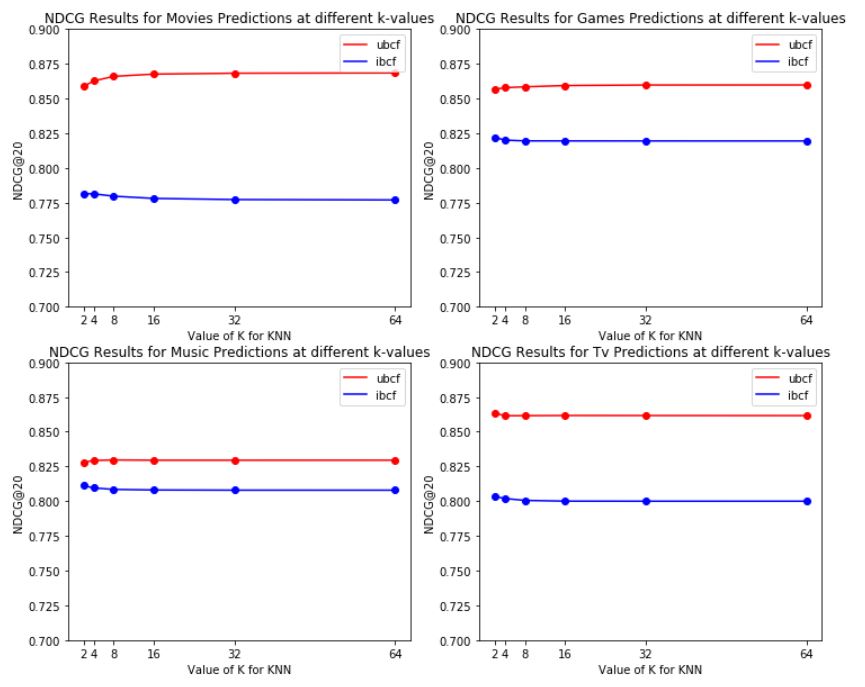 NDCG Results for Movies Predictions at different k-values
0.900
0.875
0.850
0.825
0.800
0.775
0.750
0.725
0.700
NDCG@20
ubcf
ibcf
2 4 8 16 32 64
Value of K for KNN
NDCG Results for Games Predictions at different k-values
0.900
0.875
0.850
0.825
0.800
0.775
0.750
0.725
0.700
NDCG@20
ubcf
ibcf
2 4 8 16 32 64
Value of K for KNN
NDCG Results for Music Predictions at different k-values
0.900
0.875
0.850
0.825
0.800
0.775
0.750
0.725
0.700
NDCG@20
ubcf
ibcf
2 4 8 16 32 64
Value of K for KNN
NDCG Results for Tv Predictions at different k-values
0.900
0.875
0.850
0.825
0.800
0.775
0.750
0.725
0.700
NDCG@20
ubcf
ibcf
2 4 8 16 32 64
Value of K for KNN